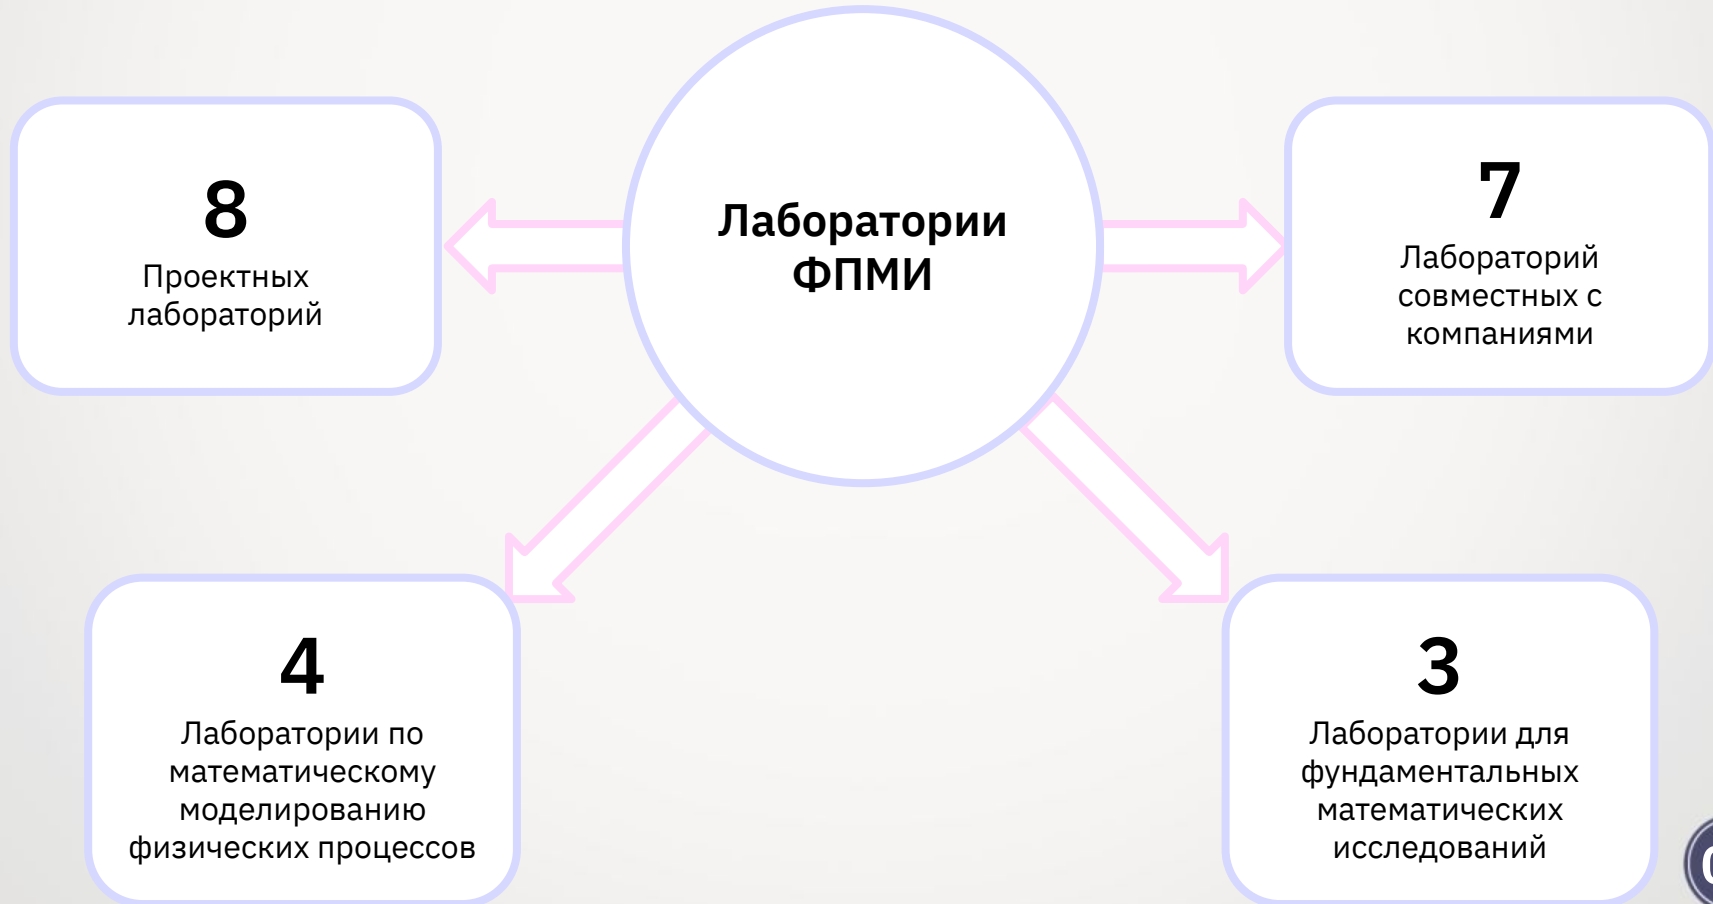 Лаборатории
ФПМИ
8
Проектных
лабораторий
7
Лабораторий
совместных с
компаниями
4
Лаборатории по
математическому
моделированию
физических процессов
3
Лаборатории для
фундаментальных
математических
исследований